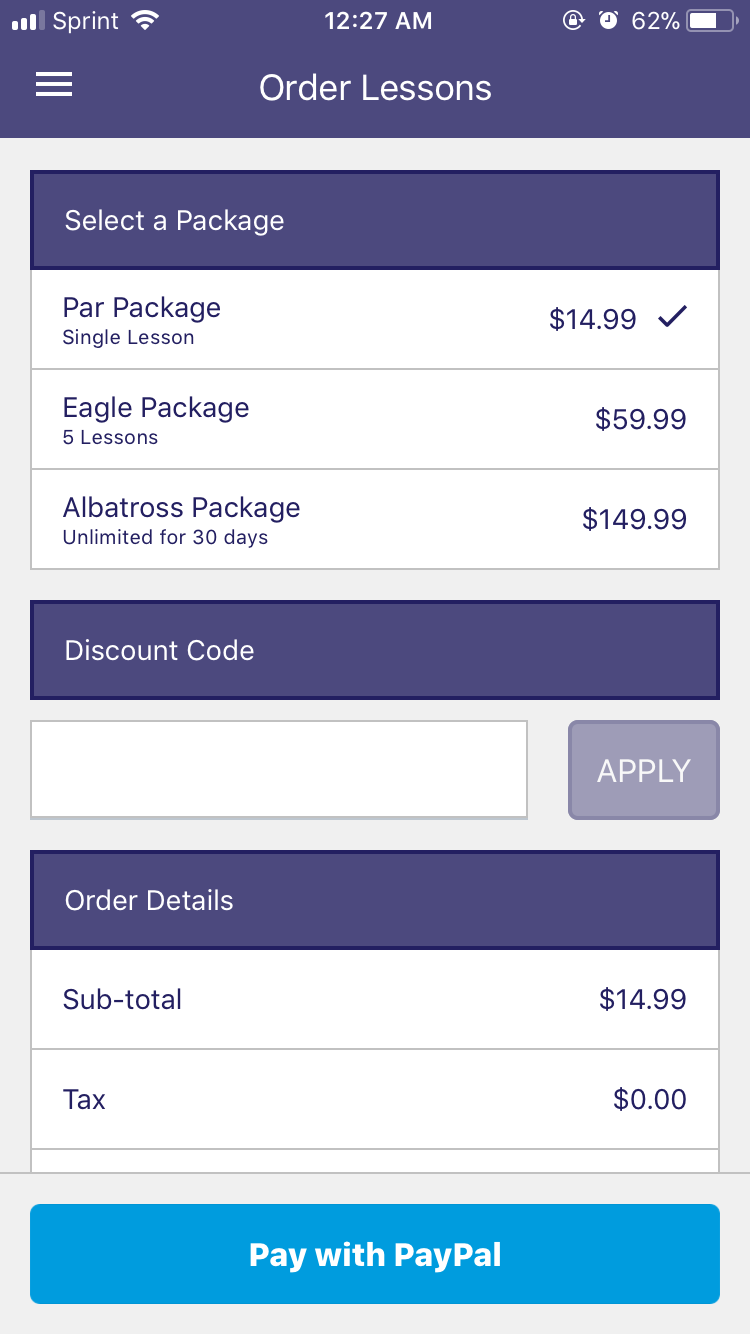 Sprint 12:27 AM 62%
Order Lessons
Select a Package
Par Package
Single Lesson
$14.99
Eagle Package
5 Lessons
$59.99
Albatross Package
Unlimited for 30 days
$149.99
Discount Code
APPLY
Order Details
Sub-total $14.99
Tax $0.00
Pay with PayPal